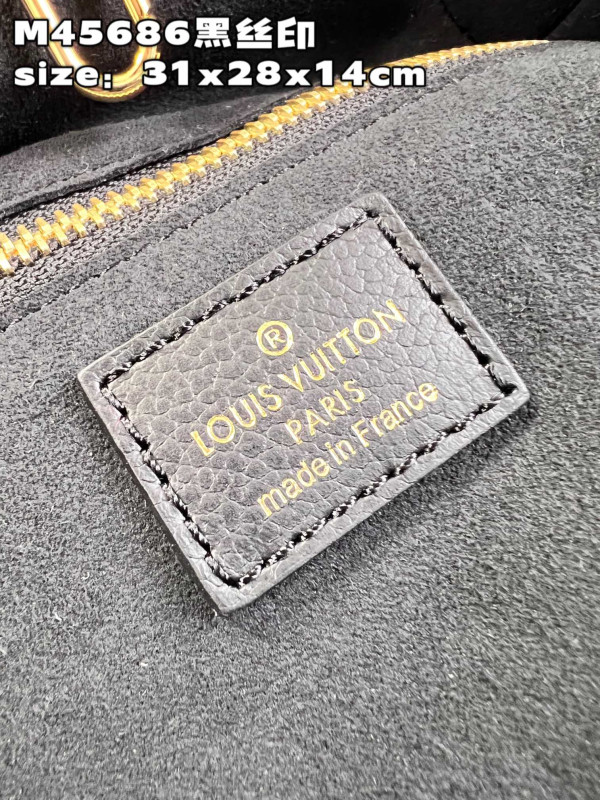 M45686黑丝印
size：31x28x14cm
®
LOUIS VUITTON
PARIS
made in France